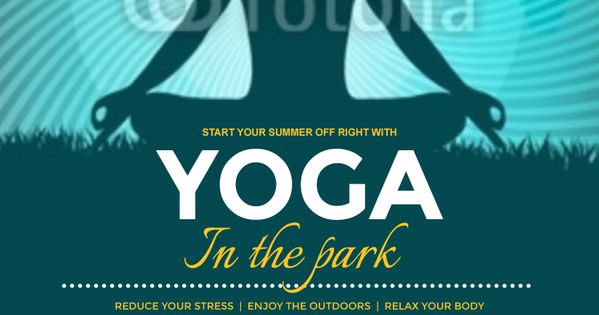 fotolia
START YOUR SUMMER OFF RIGHT WITH
YOGA
In the park
REDUCE YOUR STRESS | ENJOY THE OUTDOORS | RELAX YOUR BODY